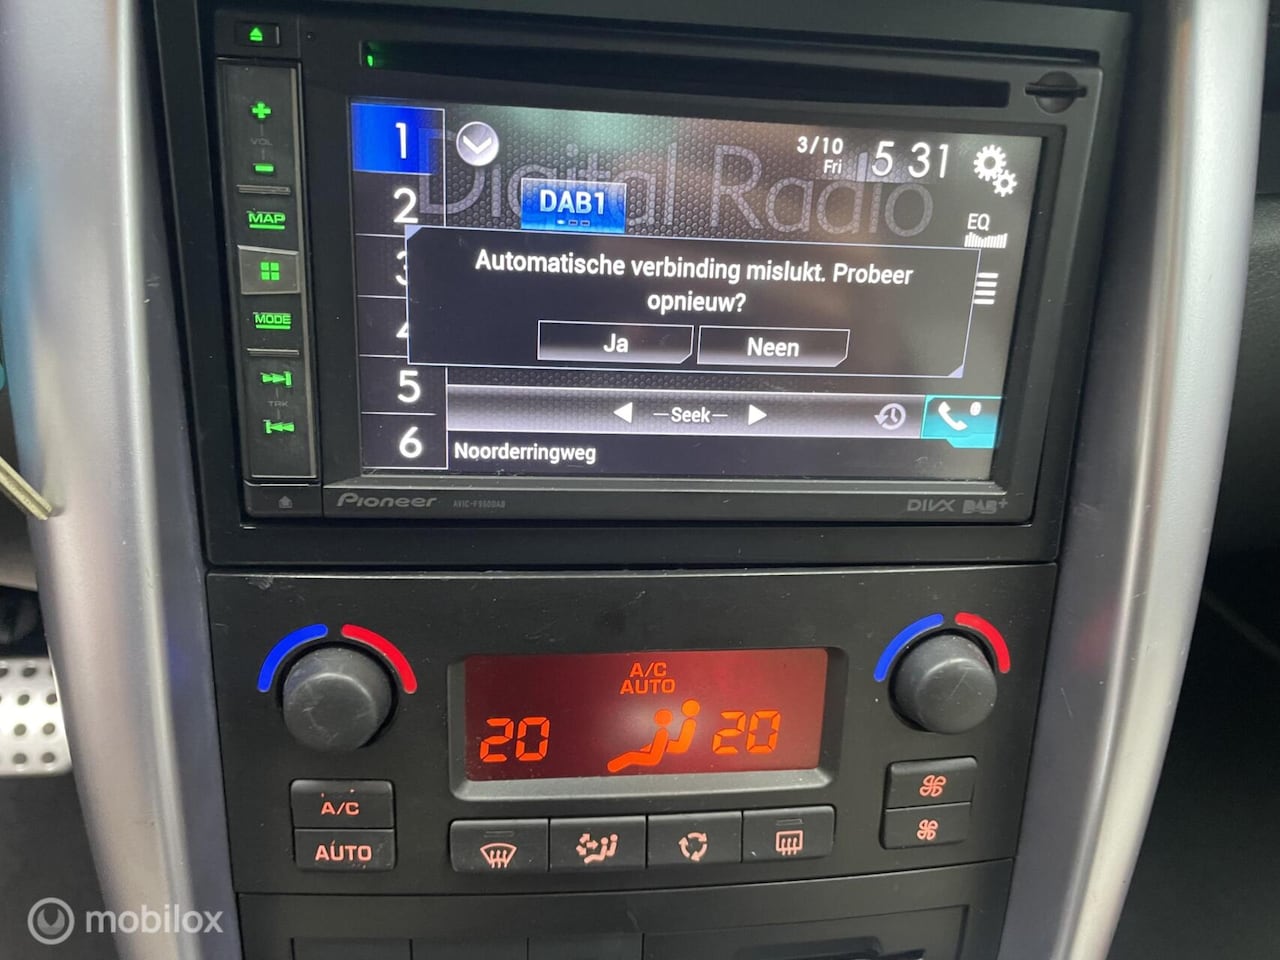 VOL
MAP
MODE
TRK
1
2
3
4
5
6
Digital Radio
3/10
Fri
5 31
DAB1
EQ
Automatische verbinding mislukt. Probeer
opnieuw?
Ja
Neen
Seek
Noorderringweg
Pioneer
AVIC-F960DAB
DIVX DAB+
A/C
AUTO
20
20
A/C
AUTO
mobilox